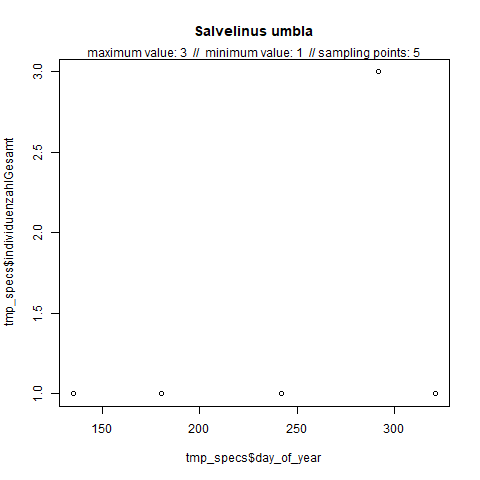 Salvelinus umbla
maximum value: 3 // minimum value: 1 // sampling points: 5
tmp_specs$individuenzahlGesamt
3.0
2.5
2.0
1.5
1.0
150 200 250 300
tmp_specs$day_of_year